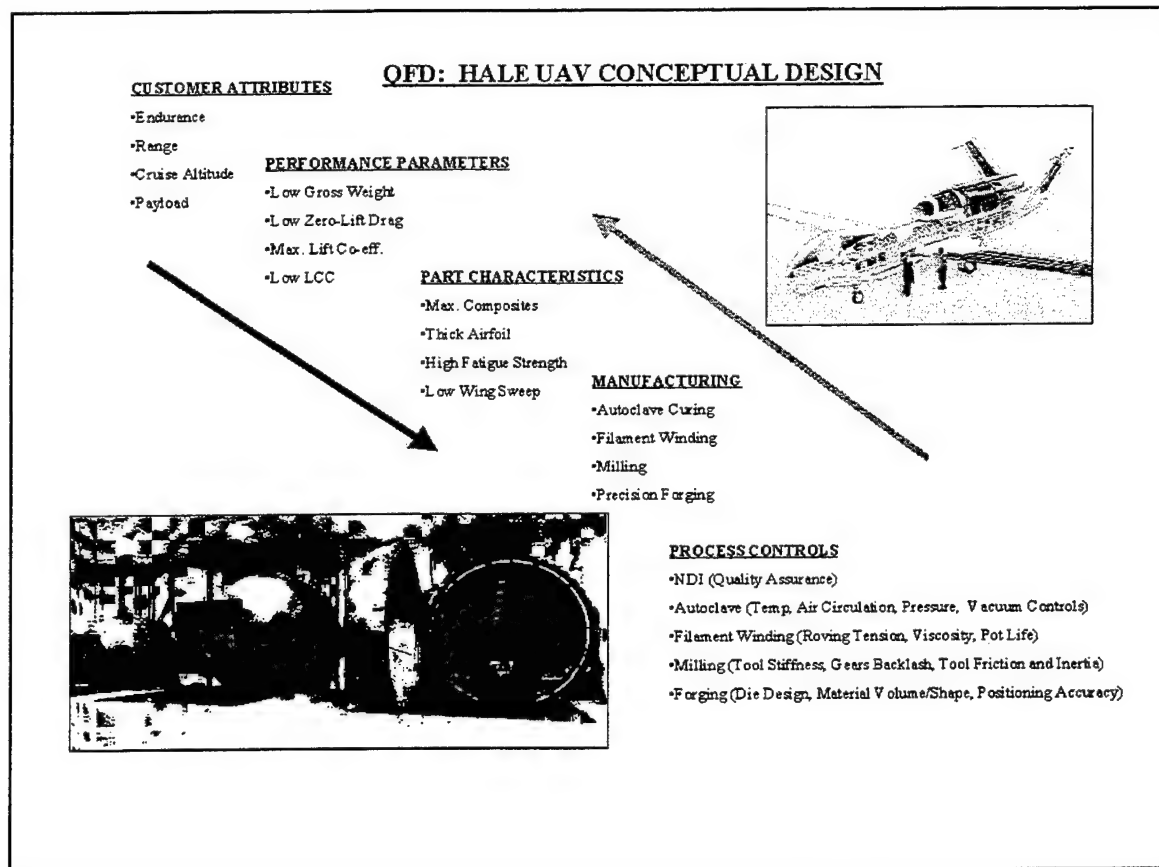 QFD: HALE UAV CONCEPTUAL DESIGN
CUSTOMER ATTRIBUTES
•Endurance
•Range
•Cruise Altitude
•Payload
PERFORMANCE PARAMETERS
•Low Gross Weight
•Low Zero-Lift Drag
•Max. Lift Co-eff.
•Low LCC
PART CHARACTERISTICS
•Max. Composites
•Thick Airfoil
•High Fatigue Strength
•Low Wing Sweep
MANUFACTURING
•Autoclave Curing
•Filament Winding
•Milling
•Precision Forging
PROCESS CONTROLS
•NDI (Quality Assurance)
•Autoclave (Temp, Air Circulation, Pressure, Vacuum Controls)
•Filament Winding (Roving Tension, Viscosity, Pot Life)
•Milling (Tool Stiffness, Gears Backlash, Tool Friction and Inertia)
•Forging (Die Design, Material Volume/Shape, Positioning Accuracy)